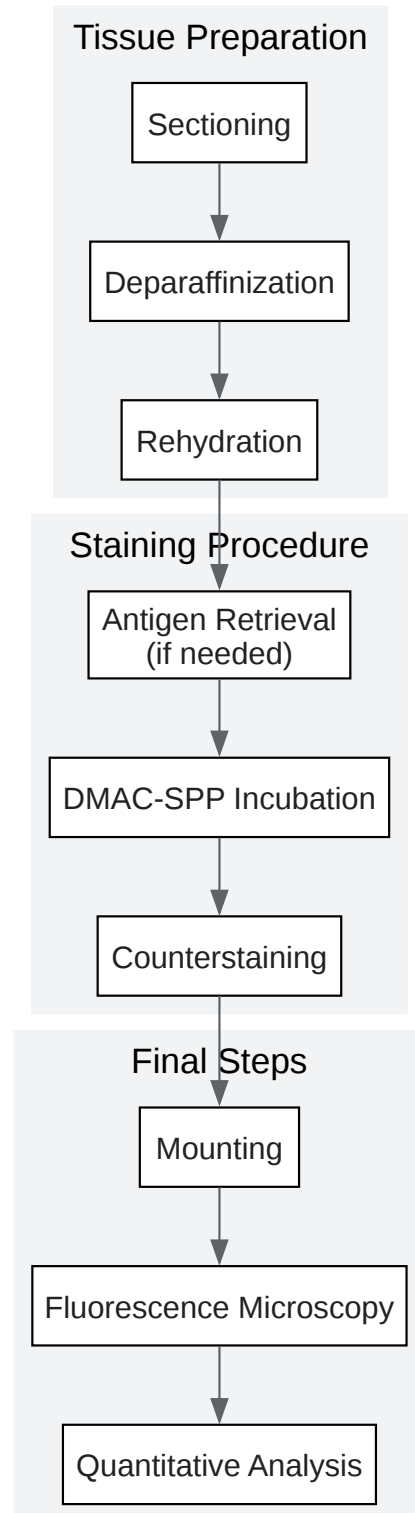 Tissue Preparation
Sectioning
Deparaffinization
Rehydration
Staining Procedure
Antigen Retrieval
(if needed)
DMAC-SPP Incubation
Counterstaining
Final Steps
Mounting
Fluorescence Microscopy
Quantitative Analysis